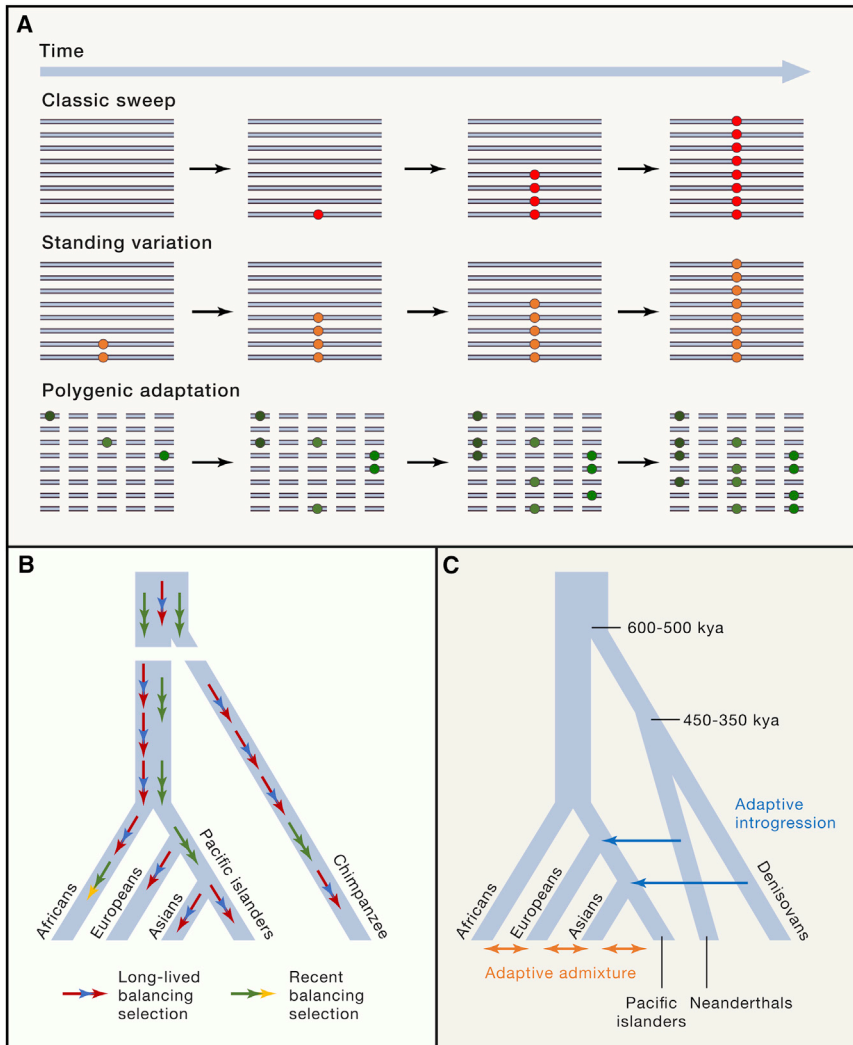 A
Time
Classic sweep
Standing variation
Polygenic adaptation
B
Africans
Europeans
Asians
Pacific islanders
Chimpanzee
Long-lived
balancing
selection
Recent
balancing
selection
C
600-500 kya
450-350 kya
Adaptive
introgression
Africans
Europeans
Asians
Denisovans
Adaptive admixture
Pacific
islanders
Neanderthals